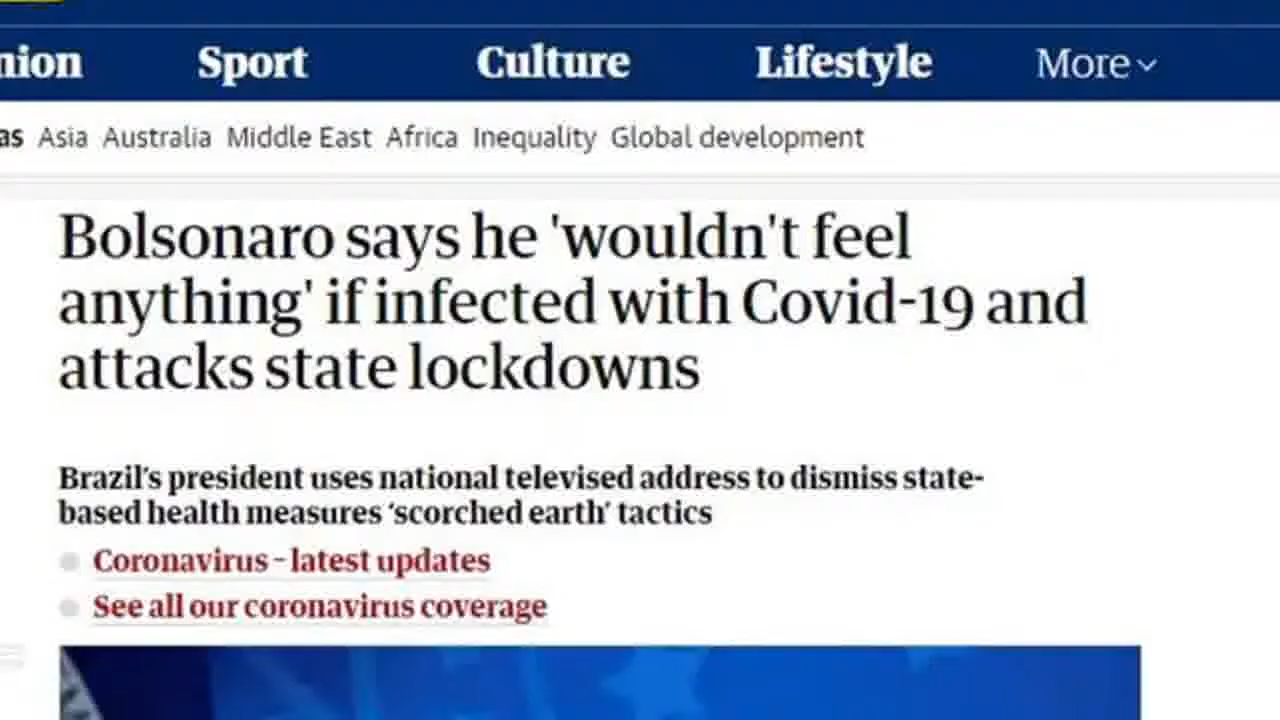 nion Sport Culture Lifestyle More
as Asia Australia Middle East Africa Inequality Global development
Bolsonaro says he 'wouldn't feel
anything' if infected with Covid-19 and
attacks state lockdowns
Brazil's president uses national televised address to dismiss state-
based health measures ‘scorched earth’ tactics
Coronavirus - latest updates
See all our coronavirus coverage